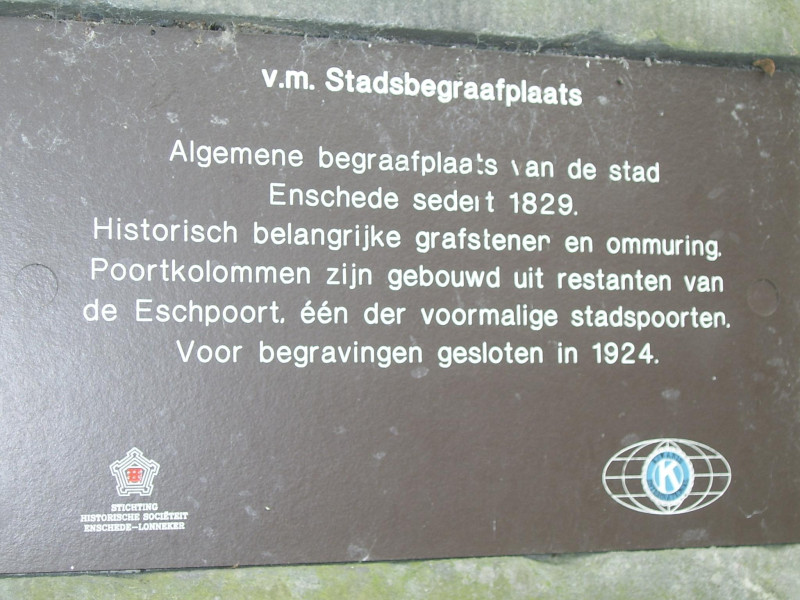 v.m. Stadsbegraafplaats
Algemene begraafplaats van de stad
Enschede sedert 1829.
Historisch belangrijke grafstenen en ommuring.
Poortkolommen zijn gebouwd uit restanten van
de Eschpoort, één der voormalige stadspoorten.
Voor begravingen gesloten in 1924.
STICHTING
HISTORISCHE SOCIËTEIT
ENSCHEDE-LONNEKER
K